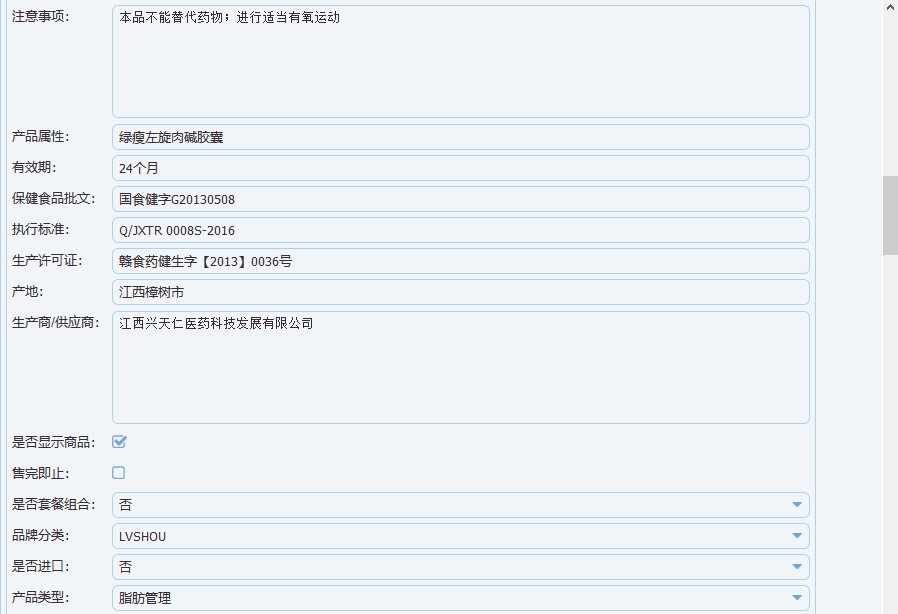 注意事项: 本品不能替代药物；进行适当有氧运动
产品属性: 绿瘦左旋肉碱胶囊
有效期: 24个月
保健食品批文: 国食健字G20130508
执行标准: Q/JXTR 0008S-2016
生产许可证: 赣食药健生字【2013】0036号
产地: 江西樟树市
生产商/供应商: 江西兴天仁医药科技发展有限公司
是否显示商品:
售完即止:
是否套餐组合: 否
品牌分类: LVSHOU
是否进口: 否
产品类型: 脂肪管理